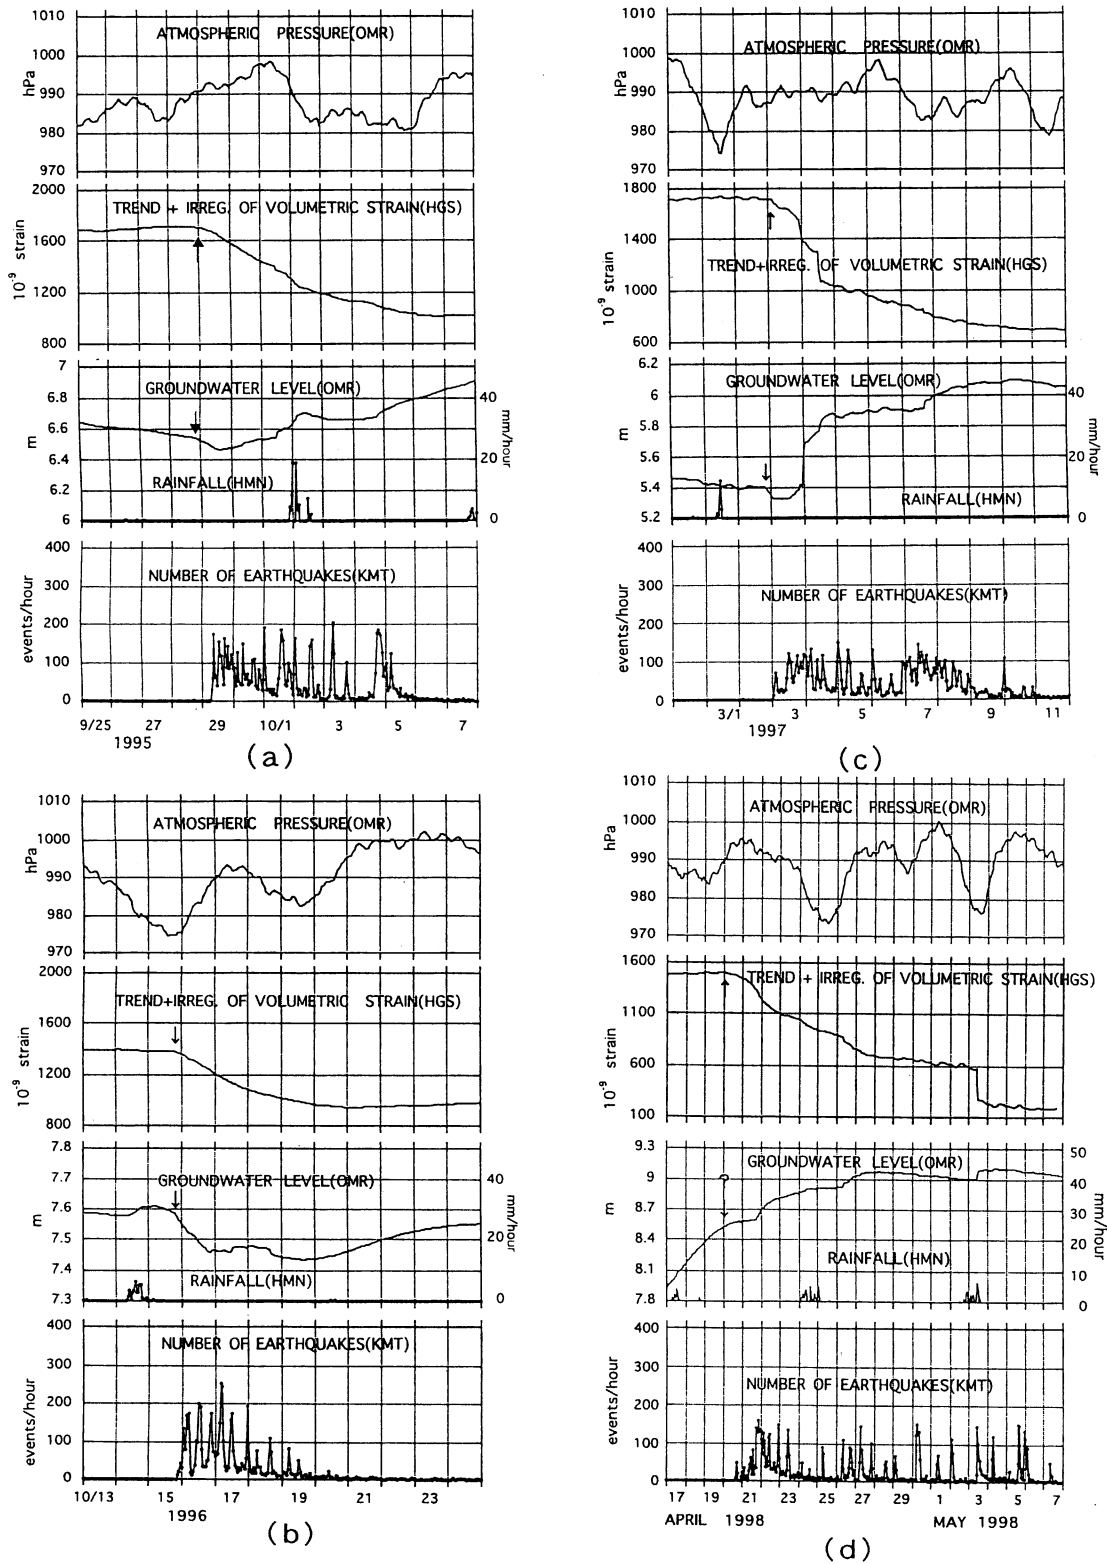 1010
ATMOSPHERIC PRESSURE(OMR)
1000
hPa
990
980
970
2000
TREND + IRREG. OF VOLUMETRIC STRAIN(HGS)
1600
10⁻⁹ strain
1200
800
7
GROUNDWATER LEVEL(OMR)
6.8
40
6.6
m
mm/hour
6.4
20
RAINFALL(HMN)
6.2
6
0
400
NUMBER OF EARTHQUAKES(KMT)
300
events/hour
200
100
0
9/25 27 29 10/1 3 5 7
1995
(a)
1010
1000
ATMOSPHERIC PRESSURE(OMR)
hPa
990
980
970
1800
1400
TREND+IRREG. OF VOLUMETRIC STRAIN(HGS)
10⁻⁹ strain
1000
600
6.2
GROUNDWATER LEVEL(OMR)
6
40
5.8
m
mm/hour
5.6
20
5.4
RAINFALL(HMN)
5.2
0
400
300
NUMBER OF EARTHQUAKES(KMT)
events/hour
200
100
0
3/1 3 5 7 9 11
1997
(c)
1010
ATMOSPHERIC PRESSURE(OMR)
1000
hPa
990
980
970
2000
TREND+IRREG. OF VOLUMETRIC STRAIN(HGS)
1600
10⁻⁹ strain
1200
800
7.8
7.7
GROUNDWATER LEVEL(OMR)
40
7.6
m
mm/hour
7.5
20
7.4
RAINFALL(HMN)
7.3
0
400
NUMBER OF EARTHQUAKES(KMT)
300
events/hour
200
100
0
10/13 15 17 19 21 23
1996
(b)
1010
ATMOSPHERIC PRESSURE(OMR)
1000
hPa
990
980
970
1600
TREND + IRREG. OF VOLUMETRIC STRAIN(HGS)
1100
10⁻⁹ strain
600
100
9.3
50
GROUNDWATER LEVEL(OMR)
9
?
40
8.7
m
mm/hour
30
8.4
20
RAINFALL(HMN)
8.1
10
7.8
0
400
300
NUMBER OF EARTHQUAKES(KMT)
events/hour
200
100
0
17 19 21 23 25 27 29 1 3 5 7
APRIL 1998 MAY 1998
(d)